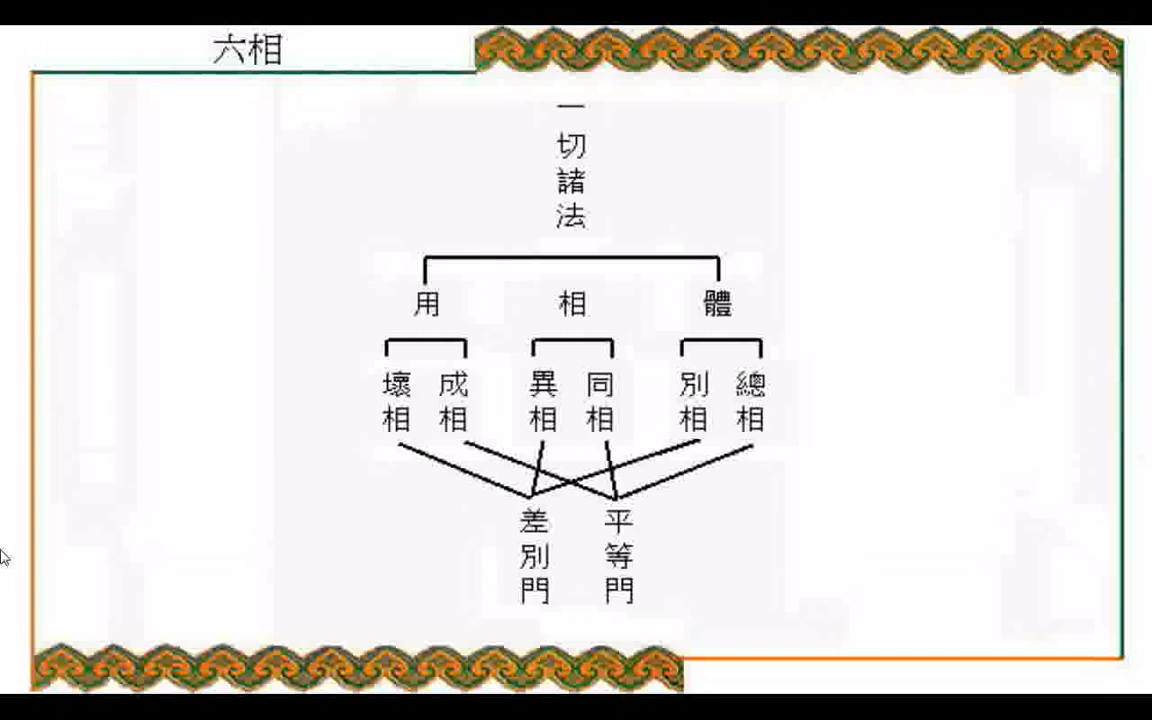 六相
一切諸法
體
相
用
總相
別相
同相
異相
成相
壞相
平等門
差別門